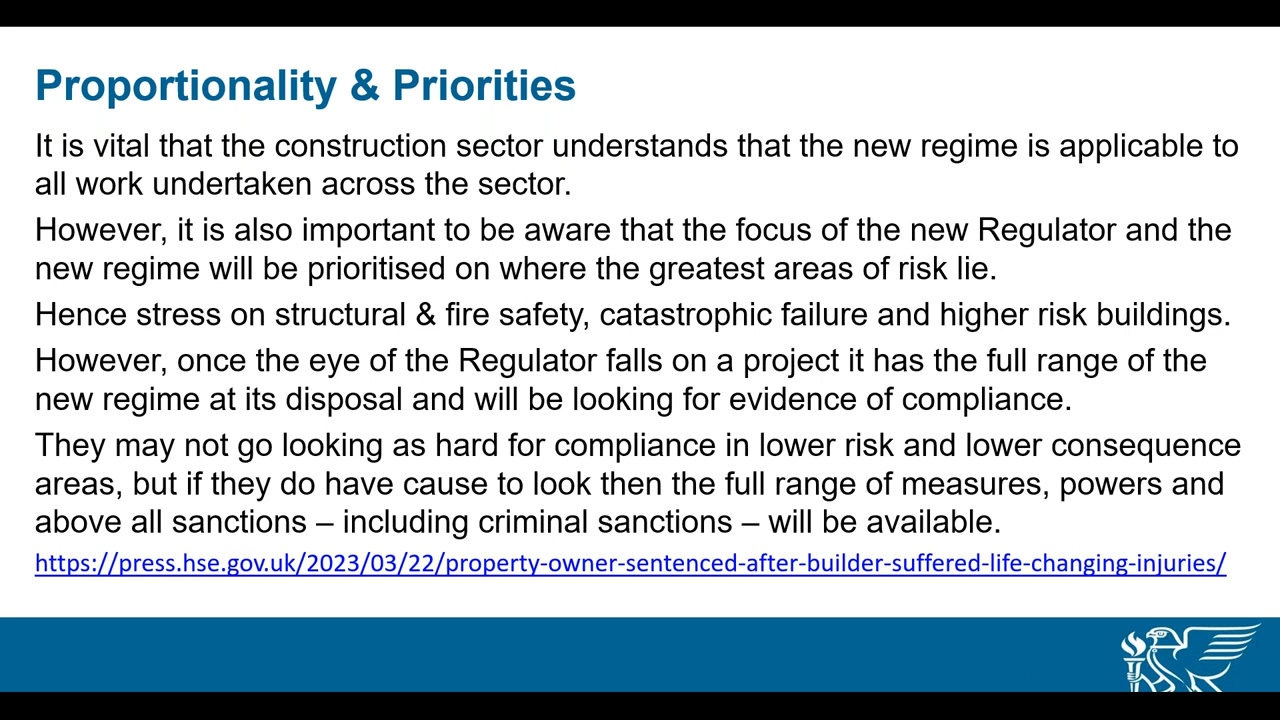 Proportionality & Priorities
It is vital that the construction sector understands that the new regime is applicable to
all work undertaken across the sector.
However, it is also important to be aware that the focus of the new Regulator and the
new regime will be prioritised on where the greatest areas of risk lie.
Hence stress on structural & fire safety, catastrophic failure and higher risk buildings.
However, once the eye of the Regulator falls on a project it has the full range of the
new regime at its disposal and will be looking for evidence of compliance.
They may not go looking as hard for compliance in lower risk and lower consequence
areas, but if they do have cause to look then the full range of measures, powers and
above all sanctions – including criminal sanctions – will be available.
https://press.hse.gov.uk/2023/03/22/property-owner-sentenced-after-builder-suffered-life-changing-injuries/